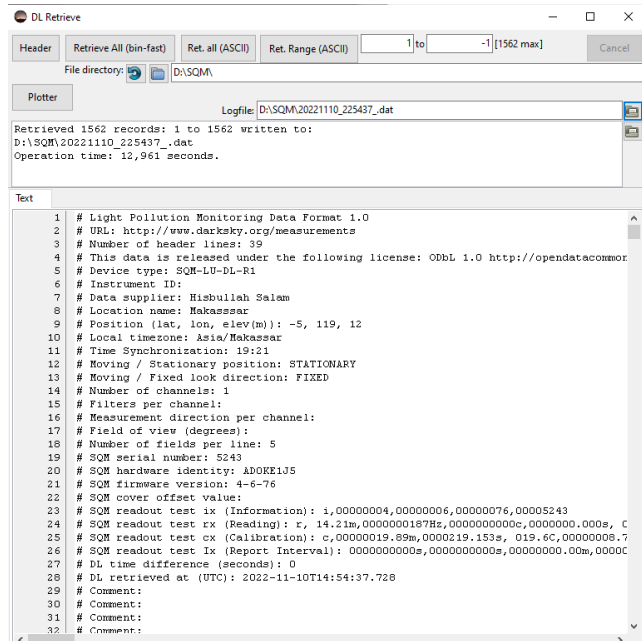 DL Retrieve
Header Retrieve All (bin-fast) Ret. all (ASCII) Ret. Range (ASCII) 1 to -1 [1562 max] Cancel
File directory: D:\SQM\
Plotter
Logfile: D:\SQM\20221110_225437_.dat
Retrieved 1562 records: 1 to 1562 written to:
D:\SQM\20221110_225437_.dat
Operation time: 12,961 seconds.
Text
1 # Light Pollution Monitoring Data Format 1.0
2 # URL: http://www.darksky.org/measurements
3 # Number of header lines: 39
4 # This data is released under the following license: ODbL 1.0 http://opendatacommon
5 # Device type: SQM-LU-DL-R1
6 # Instrument ID:
7 # Data supplier: Hisbullah Salam
8 # Location name: Makasssar
9 # Position (lat, lon, elev(m)): -5, 119, 12
10 # Local timezone: Asia/Makassar
11 # Time Synchronization: 19:21
12 # Moving / Stationary position: STATIONARY
13 # Moving / Fixed look direction: FIXED
14 # Number of channels: 1
15 # Filters per channel:
16 # Measurement direction per channel:
17 # Field of view (degrees):
18 # Number of fields per line: 5
19 # SQM serial number: 5243
20 # SQM hardware identity: ADOKE1J5
21 # SQM firmware version: 4-6-76
22 # SQM cover offset value:
23 # SQM readout test ix (Information): i,00000004,00000006,00000076,00005243
24 # SQM readout test rx (Reading): r, 14.21m,0000000187Hz,0000000000c,0000000.000s, 0
25 # SQM readout test cx (Calibration): c,00000019.89m,0000219.153s, 019.6C,00000008.7
26 # SQM readout test Ix (Report Interval): 0000000000s,0000000000s,00000000.00m,00000
27 # DL time difference (seconds): 0
28 # DL retrieved at (UTC): 2022-11-10T14:54:37.728
29 # Comment:
30 # Comment:
31 # Comment:
32 # Comment: